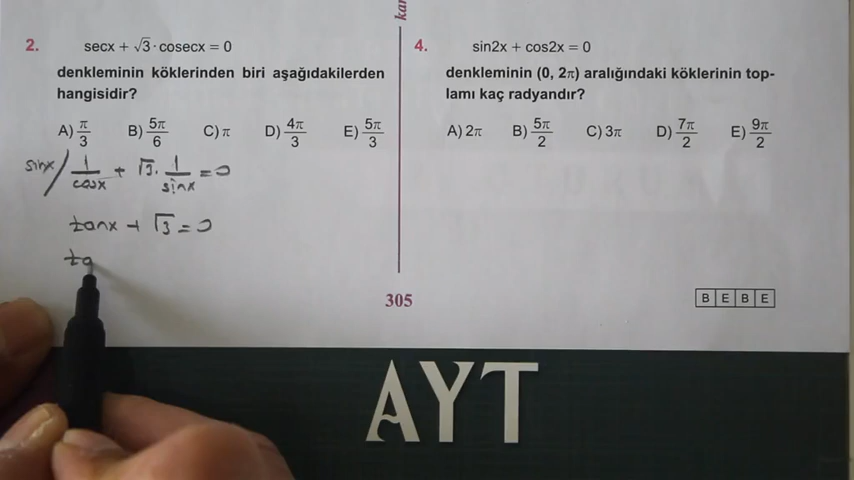 kar
2. secx + √3·cosecx = 0
denkleminin köklerinden biri aşağıdakilerden
hangisidir?
A) π/3 B) 5π/6 C) π D) 4π/3 E) 5π/3
sinx/ 1/cosx + √3. 1/sinx = 0
tanx + √3 = 0
ta
4. sin2x + cos2x = 0
denkleminin (0, 2π) aralığındaki köklerinin top-
lamı kaç radyandır?
A) 2π B) 5π/2 C) 3π D) 7π/2 E) 9π/2
305
B E B E
AYT